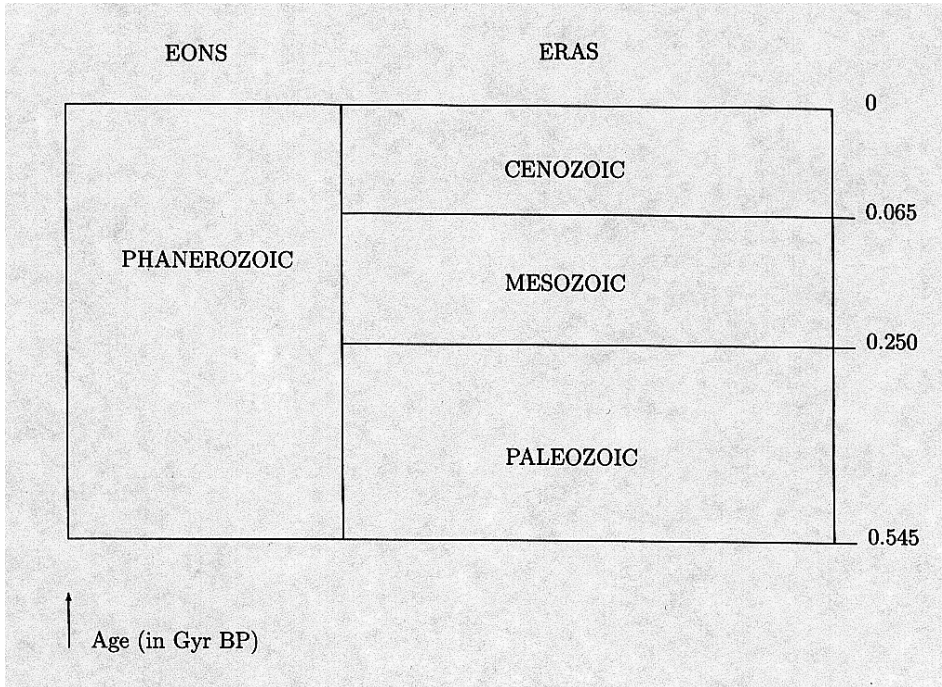 EONS
ERAS
0
CENOZOIC
0.065
PHANEROZOIC
MESOZOIC
0.250
PALEOZOIC
0.545
Age (in Gyr BP)